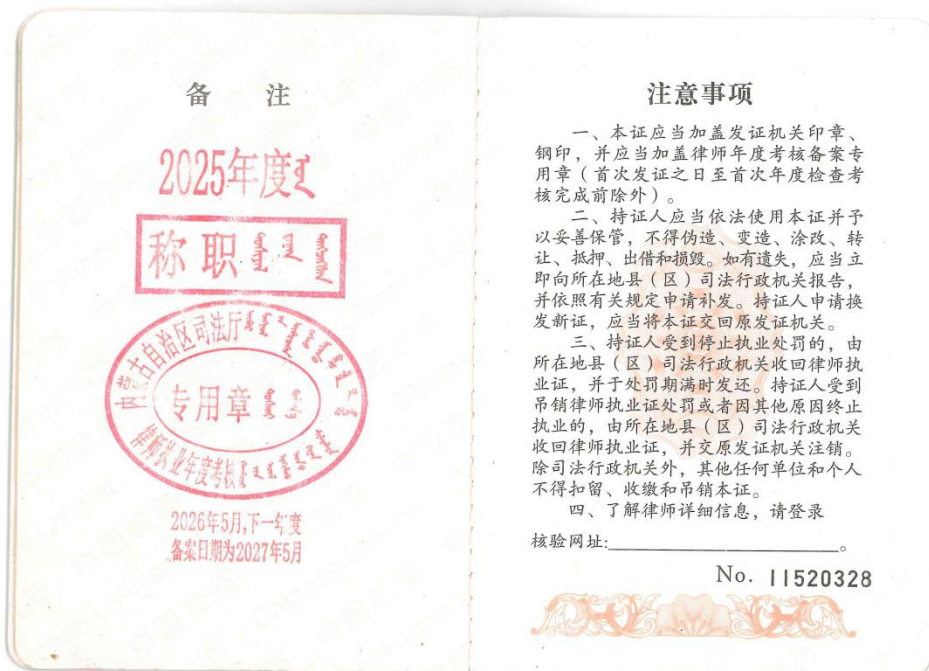 备 注
2025年度ᠣᠨ
称职
内蒙古自治区司法厅
专用章
律师执业年度考核
2026年5月,下一年度
备案日期为2027年5月
注意事项
一、本证应当加盖发证机关印章、
钢印，并应当加盖律师年度考核备案专
用章（首次发证之日至首次年度检查考
核完成前除外）。
二、持证人应当依法使用本证并予
以妥善保管，不得伪造、变造、涂改、转
让、抵押、出借和损毁。如有遗失，应当立
即向所在地县（区）司法行政机关报告，
并依照有关规定申请补发。持证人申请换
发新证，应当将本证交回原发证机关。
三、持证人受到停止执业处罚的，由
所在地县（区）司法行政机关收回律师执
业证，并于处罚期满时发还。持证人受到
吊销律师执业证处罚或者因其他原因终止
执业的，由所在地县（区）司法行政机关
收回律师执业证，并交原发证机关注销。
除司法行政机关外，其他任何单位和个人
不得扣留、收缴和吊销本证。
四、了解律师详细信息，请登录
核验网址:____________________。
No. 11520328